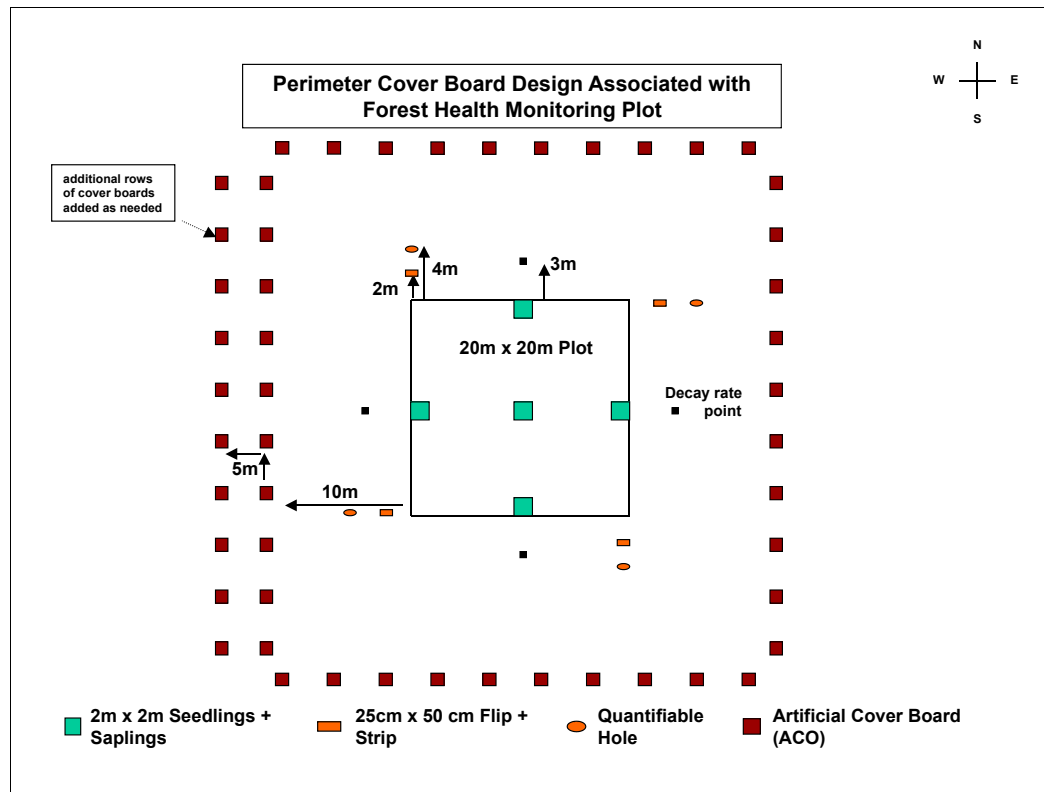 N
W E
S
Perimeter Cover Board Design Associated with
Forest Health Monitoring Plot
additional rows
of cover boards
added as needed
4m
3m
2m
20m x 20m Plot
Decay rate
point
5m
10m
2m x 2m Seedlings +
Saplings
25cm x 50 cm Flip +
Strip
Quantifiable
Hole
Artificial Cover Board
(ACO)